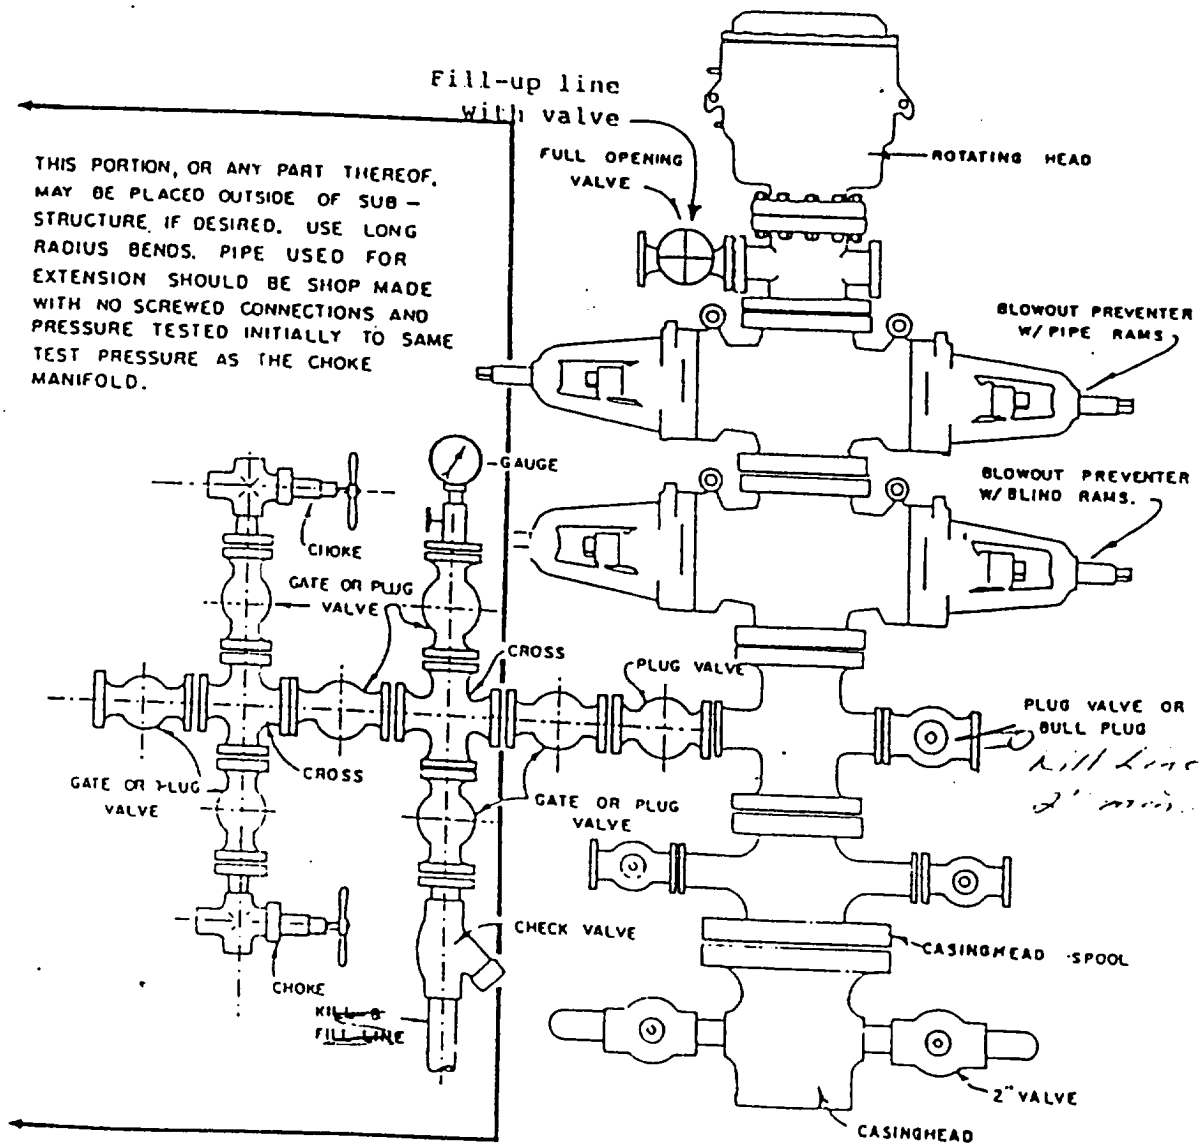 Fill-up line
with valve
FULL OPENING
VALVE
ROTATING HEAD
THIS PORTION, OR ANY PART THEREOF,
MAY BE PLACED OUTSIDE OF SUB-
STRUCTURE, IF DESIRED. USE LONG
RADIUS BENDS. PIPE USED FOR
EXTENSION SHOULD BE SHOP MADE
WITH NO SCREWED CONNECTIONS AND
PRESSURE TESTED INITIALLY TO SAME
TEST PRESSURE AS THE CHOKE
MANIFOLD.
BLOWOUT PREVENTER
W/ PIPE RAMS
GAUGE
BLOWOUT PREVENTER
W/ BLIND RAMS.
CHOKE
GATE OR PLUG
VALVE
CROSS
PLUG VALVE
PLUG VALVE OR
BULL PLUG
Kill Line
2" min.
CROSS
GATE OR PLUG
VALVE
GATE OR PLUG
VALVE
CHECK VALVE
CASINGHEAD SPOOL
CHOKE
KILL &
FILL LINE
2" VALVE
CASINGHEAD